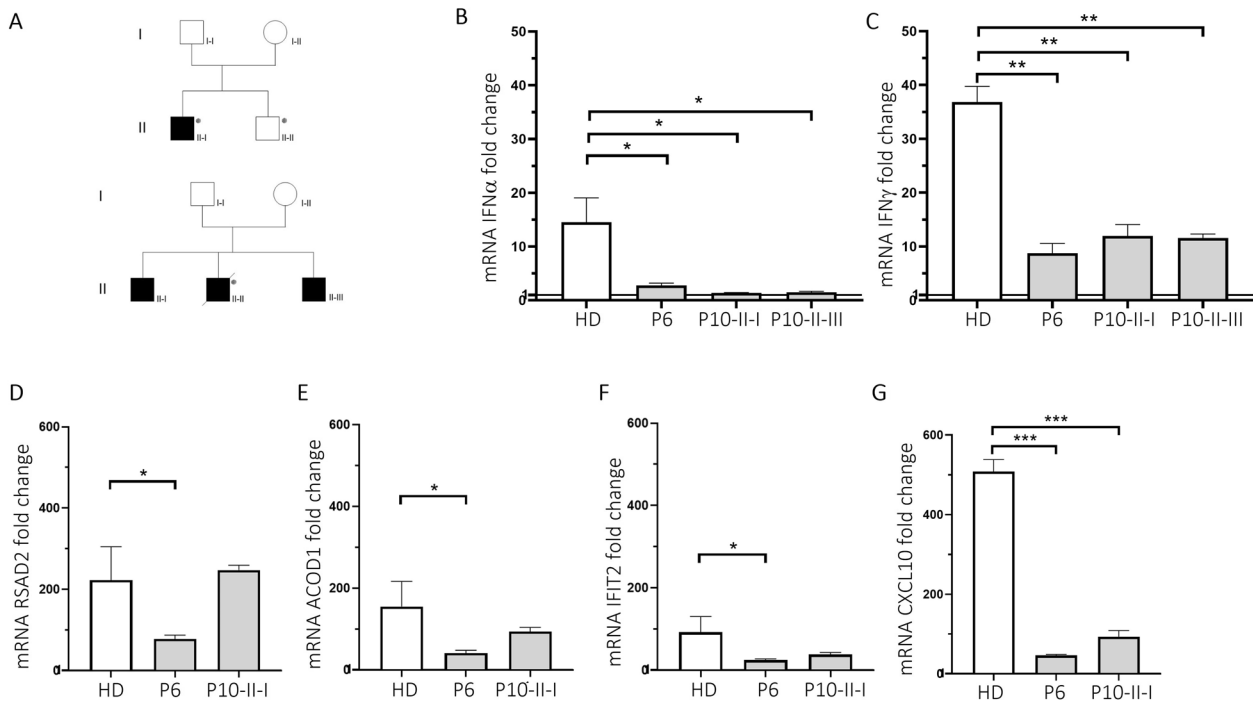 A
I
I-I
I-II
II
II-I
II-II
I
I-I
I-II
II
II-I
II-II
II-III
B
mRNA IFNα fold change
50
40
30
20
10
1
0
*
*
*
HD P6 P10-II-I P10-II-III
C
mRNA IFNγ fold change
50
40
30
20
10
1
0
**
**
**
HD P6 P10-II-I P10-II-III
D
mRNA RSAD2 fold change
600
400
200
0
*
HD P6 P10-II-I
E
mRNA ACOD1 fold change
600
400
200
0
*
HD P6 P10-II-I
F
mRNA IFIT2 fold change
600
400
200
0
*
HD P6 P10-II-I
G
mRNA CXCL10 fold change
600
400
200
0
***
***
HD P6 P10-II-I